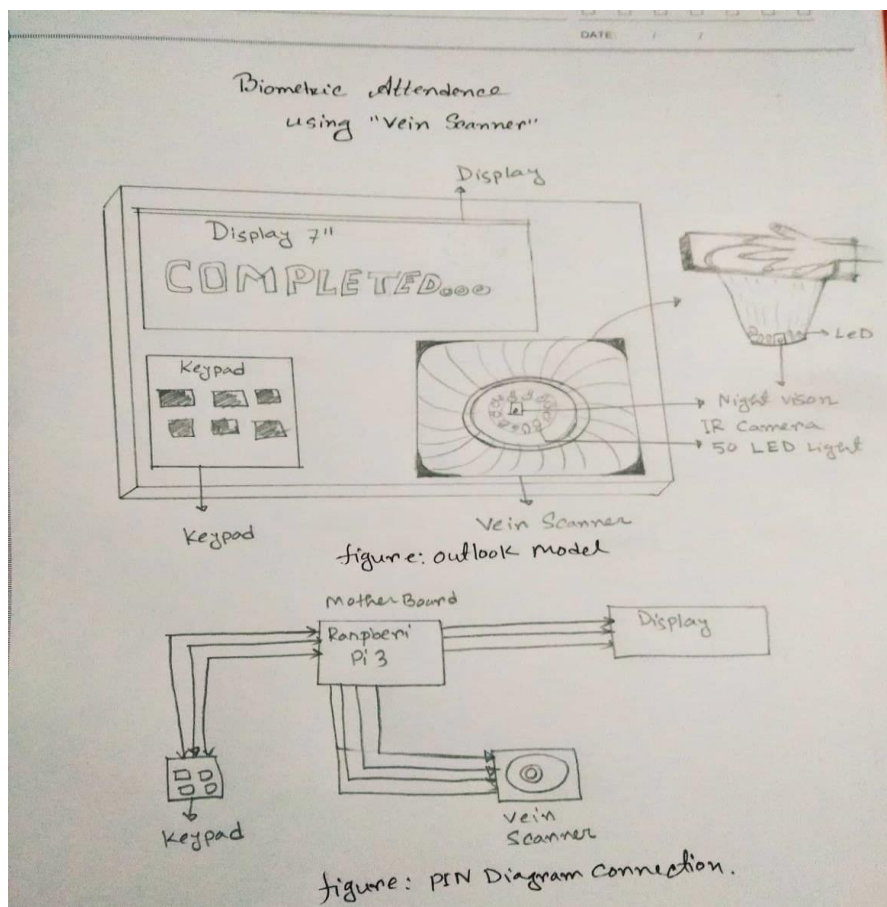 DATE: / /
Biometric Attendence
using "Vein Scanner"
Display
Display 7"
COMPLETED...
LED
Keypad
Night vison
IR Camera
50 LED Light
Keypad
Vein Scanner
figure: outlook model
Mother Board
Ranpberi
Pi 3
Display
Keypad
Vein
Scanner
figure: PIN Diagram Connection.